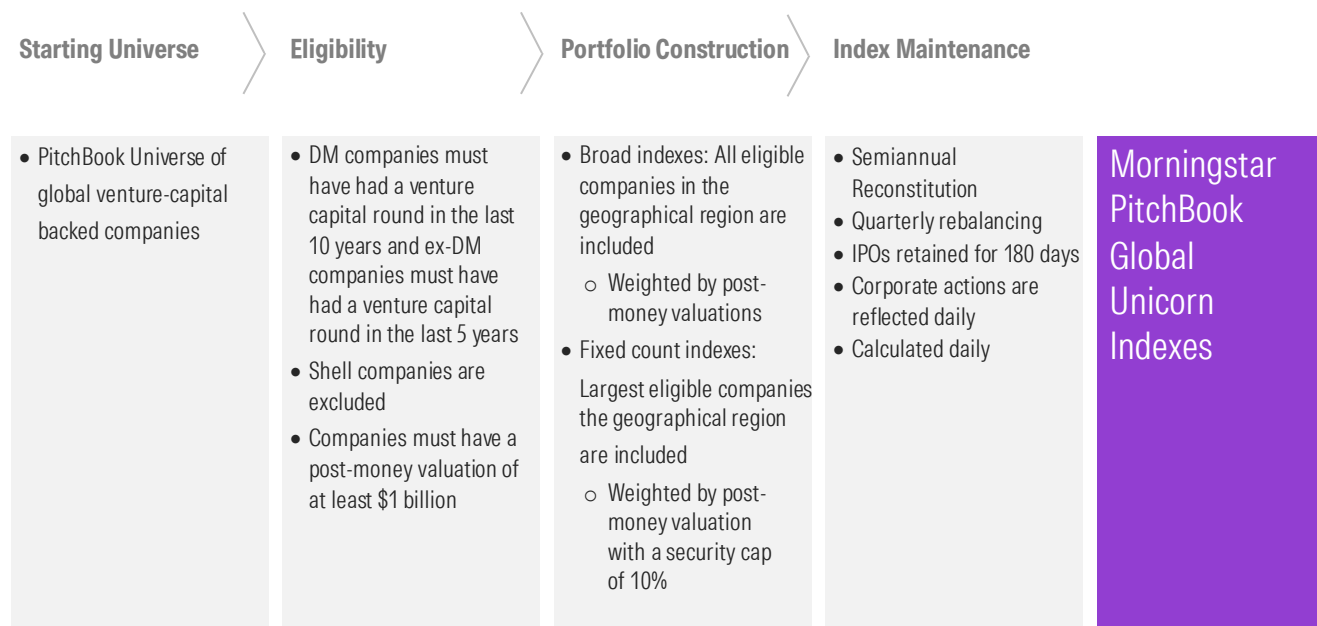 Starting Universe
Eligibility
Portfolio Construction
Index Maintenance
• PitchBook Universe of
global venture-capital
backed companies
• DM companies must
have had a venture
capital round in the last
10 years and ex-DM
companies must have
had a venture capital
round in the last 5 years
• Shell companies are
excluded
• Companies must have a
post-money valuation of
at least $1 billion
• Broad indexes: All eligible
companies in the
geographical region are
included
○ Weighted by post-
money valuations
• Fixed count indexes:
Largest eligible companies
the geographical region
are included
○ Weighted by post-
money valuation
with a security cap
of 10%
• Semiannual
Reconstitution
• Quarterly rebalancing
• IPOs retained for 180 days
• Corporate actions are
reflected daily
• Calculated daily
Morningstar
PitchBook
Global
Unicorn
Indexes